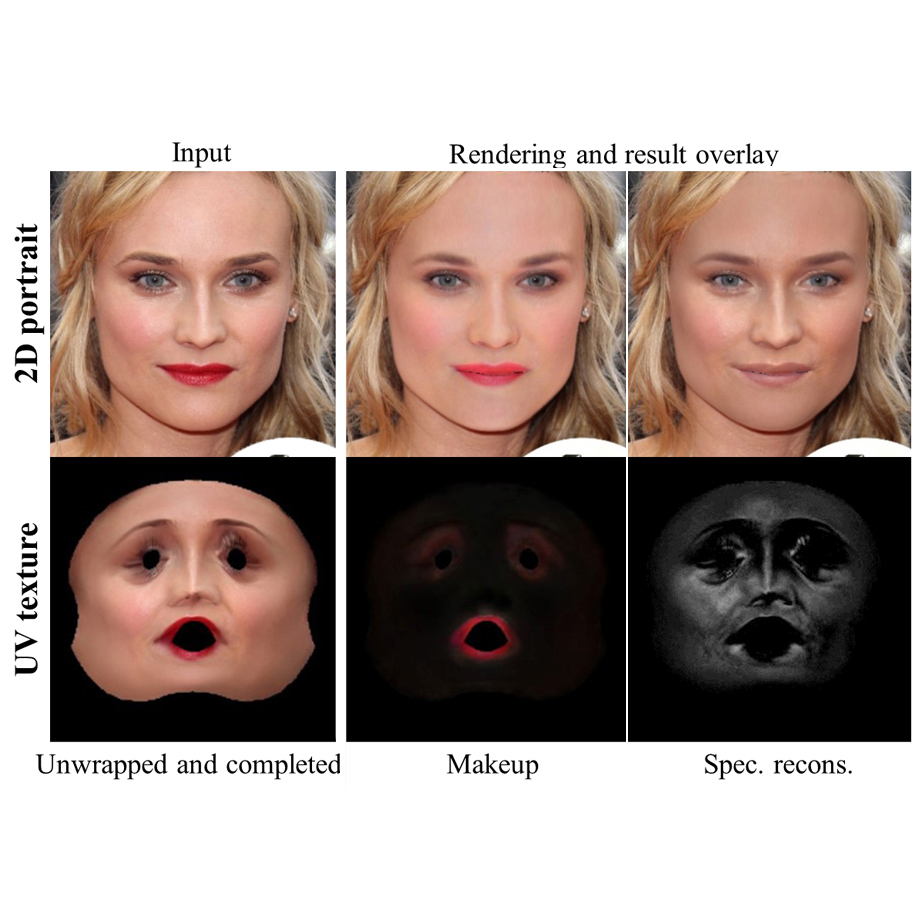 Input
Rendering and result overlay
2D portrait
UV texture
Unwrapped and completed
Makeup
Spec. recons.